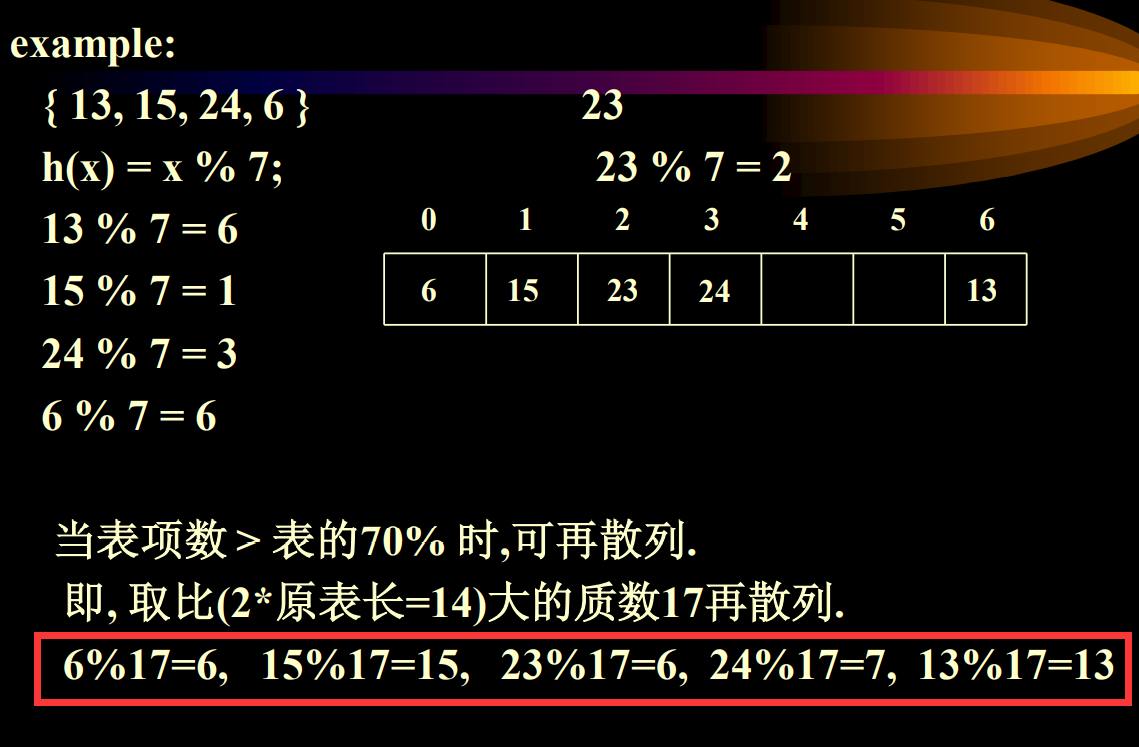 example:
{ 13, 15, 24, 6 } 23
h(x) = x % 7; 23 % 7 = 2
13 % 7 = 6
0 1 2 3 4 5 6
15 % 7 = 1
6 15 23 24 13
24 % 7 = 3
6 % 7 = 6
当表项数 > 表的70% 时,可再散列.
即, 取比(2*原表长=14)大的质数17再散列.
6%17=6, 15%17=15, 23%17=6, 24%17=7, 13%17=13